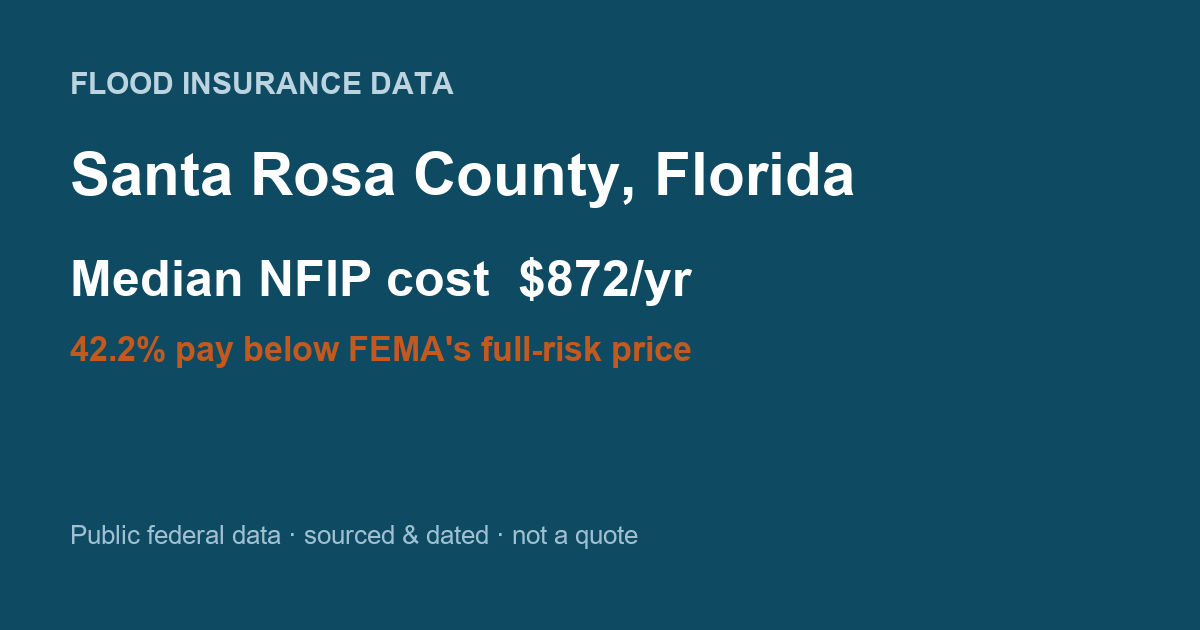 FLOOD INSURANCE DATA
Santa Rosa County, Florida
Median NFIP cost  $872/yr
42.2% pay below FEMA's full-risk price
Public federal data · sourced & dated · not a quote